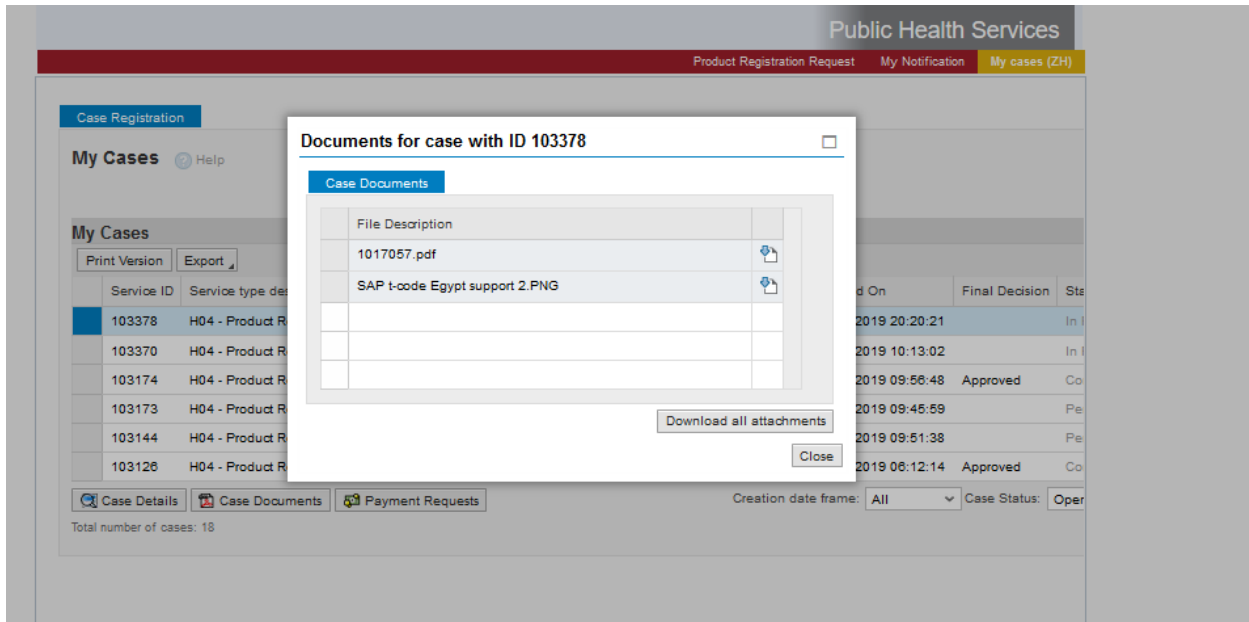 Public Health Services
Product Registration Request My Notification My cases (ZH)
Case Registration
My Cases Help
Documents for case with ID 103378
Case Documents
File Description
1017057.pdf
SAP t-code Egypt support 2.PNG
Download all attachments
Close
My Cases
Print Version Export
Service ID Service type On Final Decision
103378 H04 - Product 2019 20:20:21 In
103370 H04 - Product 2019 10:13:02 In
103174 H04 - Product 2019 09:56:48 Approved
103173 H04 - Product 2019 09:45:59
103144 H04 - Product 2019 09:51:38
103126 H04 - Product 2019 06:12:14 Approved
Case Details Case Documents Payment Requests Creation date frame: All Case Status: Oper
Total number of cases: 18